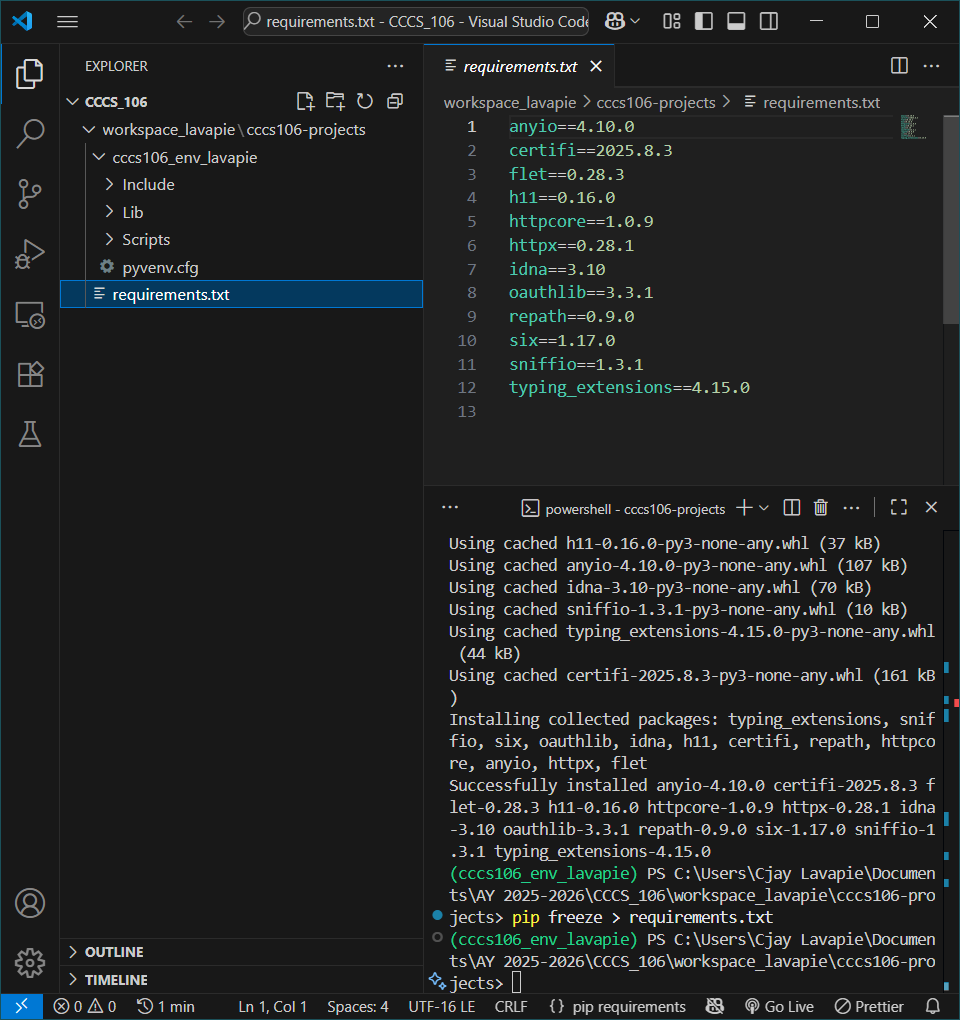 requirements.txt - CCCS_106 - Visual Studio Code
EXPLORER
CCCS_106
workspace_lavapie\cccs106-projects
cccs106_env_lavapie
Include
Lib
Scripts
pyvenv.cfg
requirements.txt
OUTLINE
TIMELINE
requirements.txt
workspace_lavapie > cccs106-projects > requirements.txt
1 anyio==4.10.0
2 certifi==2025.8.3
3 flet==0.28.3
4 h11==0.16.0
5 httpcore==1.0.9
6 httpx==0.28.1
7 idna==3.10
8 oauthlib==3.3.1
9 repath==0.9.0
10 six==1.17.0
11 sniffio==1.3.1
12 typing_extensions==4.15.0
13
powershell - cccs106-projects
Using cached h11-0.16.0-py3-none-any.whl (37 kB)
Using cached anyio-4.10.0-py3-none-any.whl (107 kB)
Using cached idna-3.10-py3-none-any.whl (70 kB)
Using cached sniffio-1.3.1-py3-none-any.whl (10 kB)
Using cached typing_extensions-4.15.0-py3-none-any.whl
(44 kB)
Using cached certifi-2025.8.3-py3-none-any.whl (161 kB
)
Installing collected packages: typing_extensions, snif
fio, six, oauthlib, idna, h11, certifi, repath, httpco
re, anyio, httpx, flet
Successfully installed anyio-4.10.0 certifi-2025.8.3 f
let-0.28.3 h11-0.16.0 httpcore-1.0.9 httpx-0.28.1 idna
-3.10 oauthlib-3.3.1 repath-0.9.0 six-1.17.0 sniffio-1
.3.1 typing_extensions-4.15.0
(cccs106_env_lavapie) PS C:\Users\Cjay Lavapie\Documen
ts\AY 2025-2026\CCCS_106\workspace_lavapie\cccs106-pro
jects> pip freeze > requirements.txt
(cccs106_env_lavapie) PS C:\Users\Cjay Lavapie\Documen
ts\AY 2025-2026\CCCS_106\workspace_lavapie\cccs106-pro
jects>
0 0 1 min Ln 1, Col 1 Spaces: 4 UTF-16 LE CRLF {} pip requirements Go Live Prettier